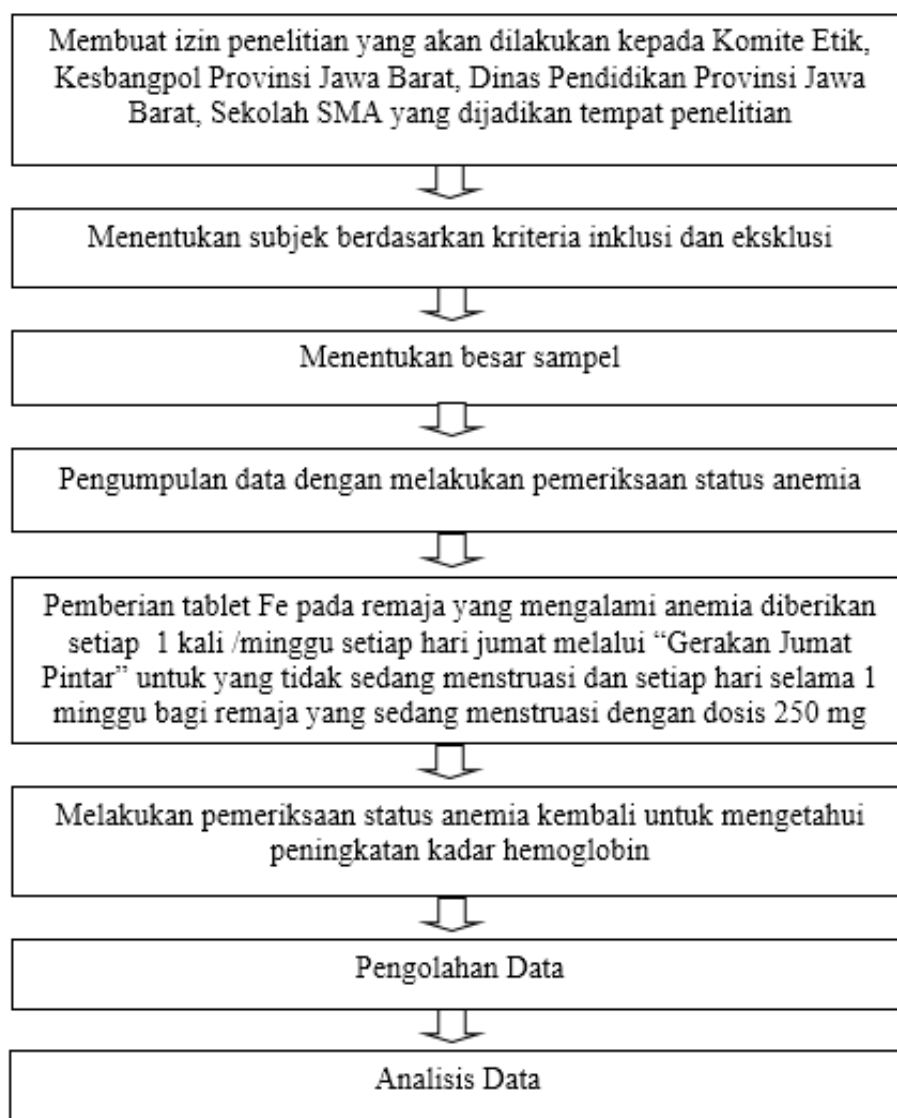 Membuat izin penelitian yang akan dilakukan kepada Komite Etik,
Kesbangpol Provinsi Jawa Barat, Dinas Pendidikan Provinsi Jawa
Barat, Sekolah SMA yang dijadikan tempat penelitian
Menentukan subjek berdasarkan kriteria inklusi dan eksklusi
Menentukan besar sampel
Pengumpulan data dengan melakukan pemeriksaan status anemia
Pemberian tablet Fe pada remaja yang mengalami anemia diberikan
setiap 1 kali /minggu setiap hari jumat melalui “Gerakan Jumat
Pintar” untuk yang tidak sedang menstruasi dan setiap hari selama 1
minggu bagi remaja yang sedang menstruasi dengan dosis 250 mg
Melakukan pemeriksaan status anemia kembali untuk mengetahui
peningkatan kadar hemoglobin
Pengolahan Data
Analisis Data